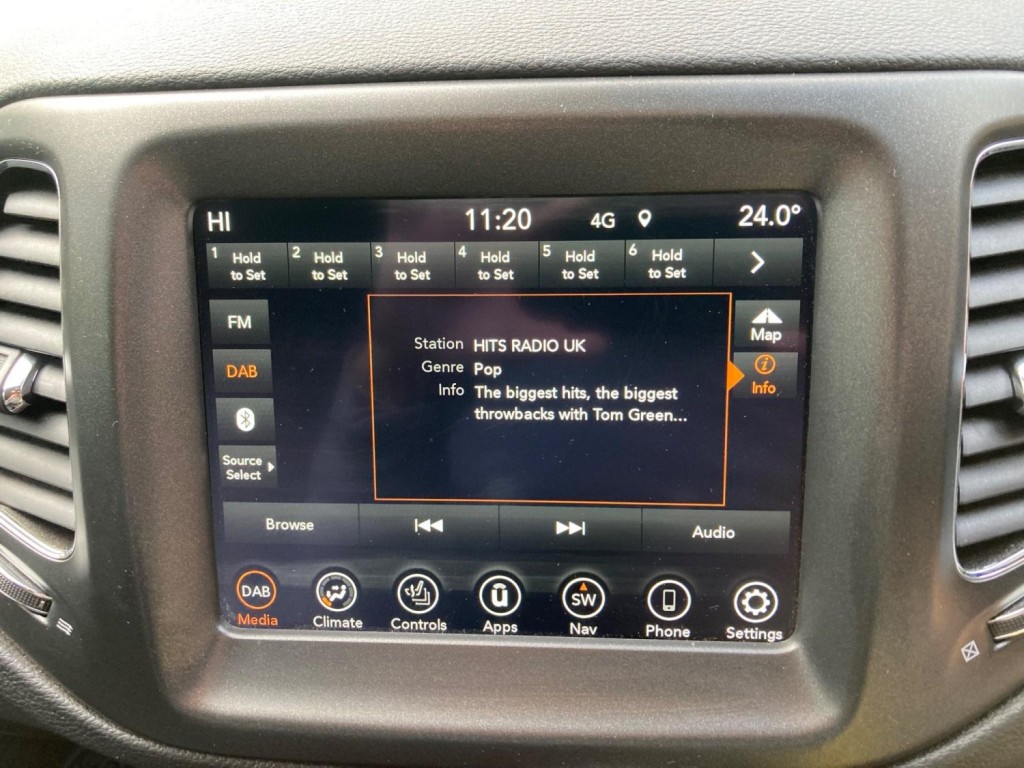 HI 11:20 4G 24.0°
1 Hold to Set
2 Hold to Set
3 Hold to Set
4 Hold to Set
5 Hold to Set
6 Hold to Set
FM
DAB
Source
Select
Station HITS RADIO UK
Genre Pop
Info The biggest hits, the biggest
throwbacks with Tom Green...
Map
i
Info
Browse Audio
DAB
Media
Climate
Controls
u
Apps
SW
Nav
Phone
Settings